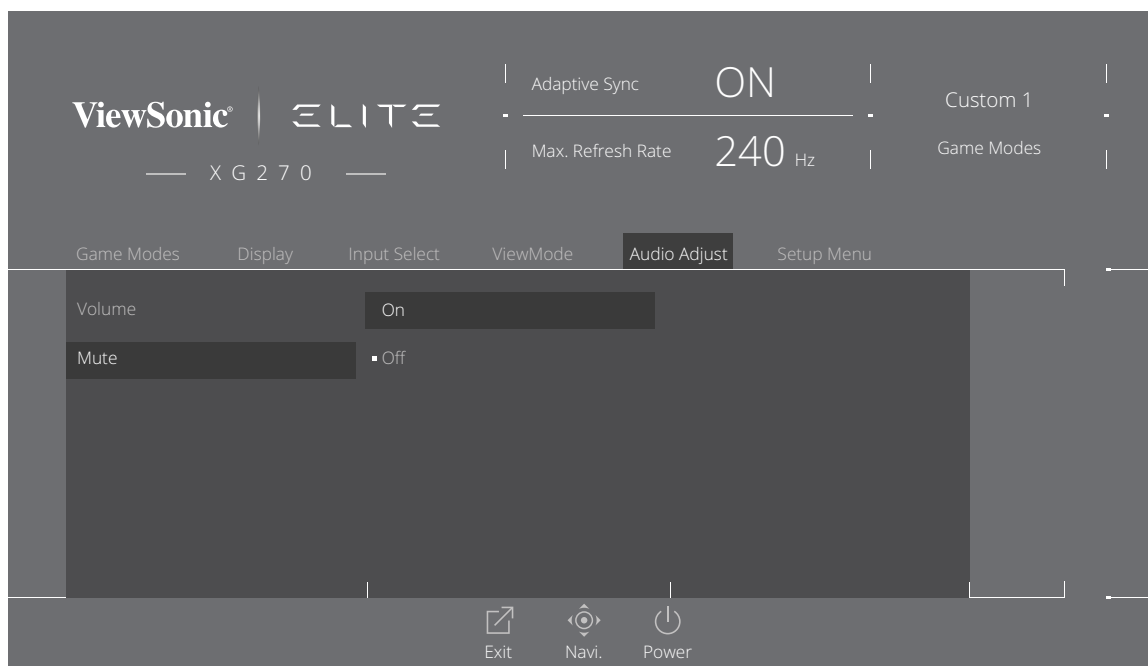 ViewSonic® ELITE
XG270
Adaptive Sync ON
Max. Refresh Rate 240 Hz
Custom 1
Game Modes
Game Modes Display Input Select ViewMode Audio Adjust Setup Menu
Volume On
Mute Off
Exit Navi. Power